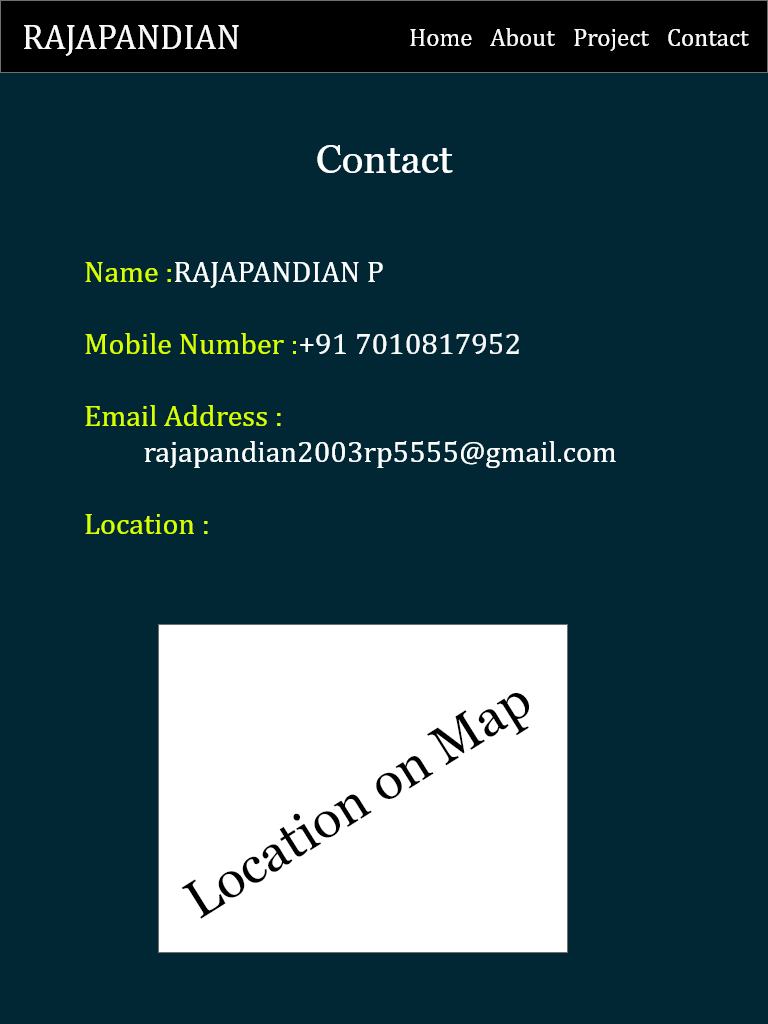 RAJAPANDIAN
Home About Project Contact
Contact
Name :RAJAPANDIAN P
Mobile Number :+91 7010817952
Email Address :
rajapandian2003rp5555@gmail.com
Location :
Location on Map